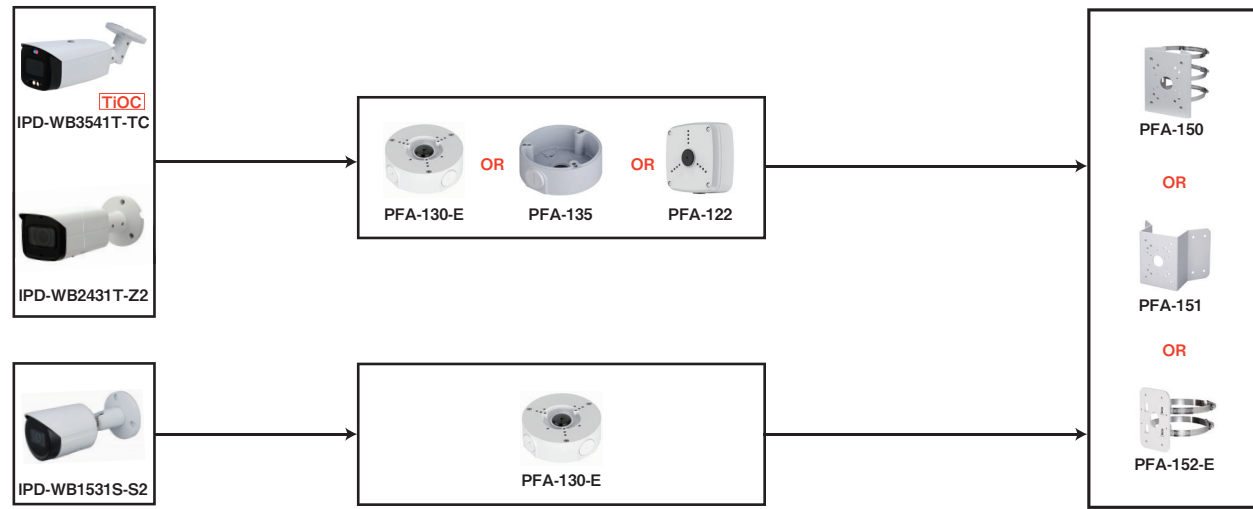 TiOC
IPD-WB3541T-TC
IPD-WB2431T-Z2
PFA-130-E
OR
PFA-135
OR
PFA-122
PFA-150
OR
PFA-151
OR
PFA-152-E
IPD-WB1531S-S2
PFA-130-E